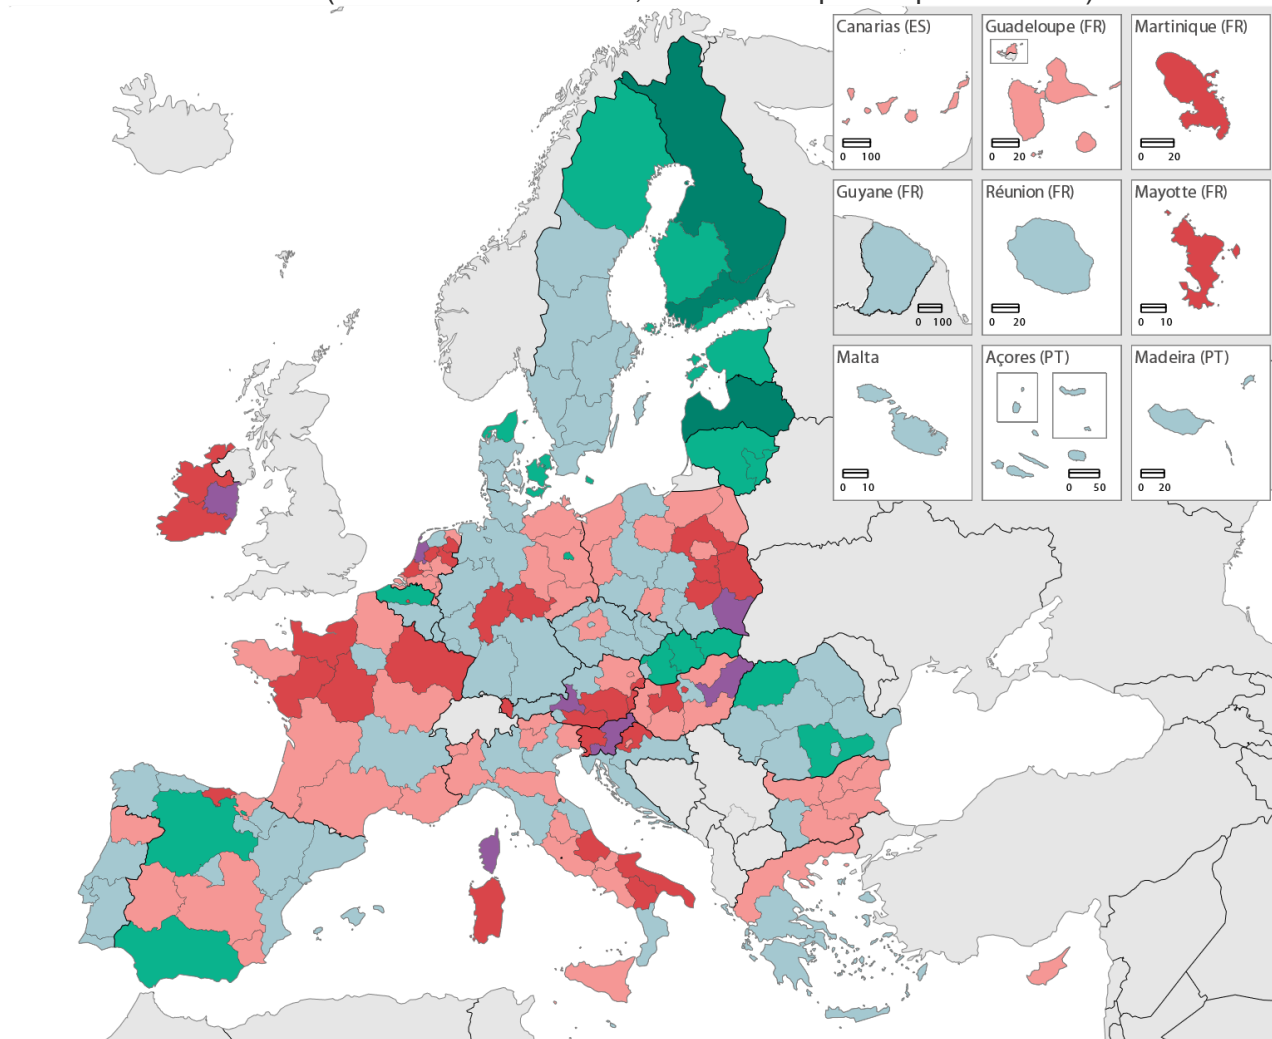 Canarias (ES)
0 100
Guadeloupe (FR)
0 20
Martinique (FR)
0 20
Guyane (FR)
0 100
Réunion (FR)
0 20
Mayotte (FR)
0 10
Malta
0 10
Açores (PT)
0 50
Madeira (PT)
0 20